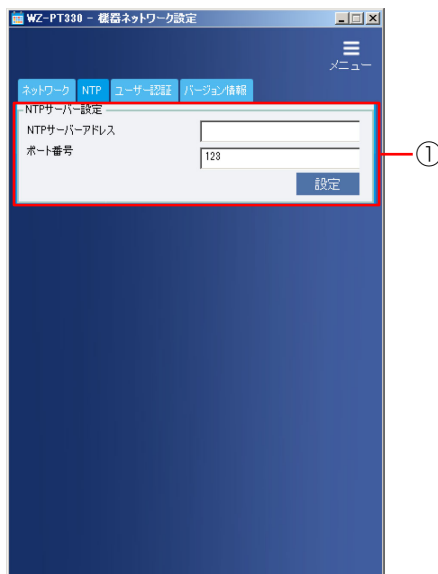 WZ-PT330 - 機器ネットワーク設定
メニュー
ネットワーク NTP ユーザー認証 バージョン情報
NTPサーバー設定
NTPサーバーアドレス
ポート番号 123
①
設定